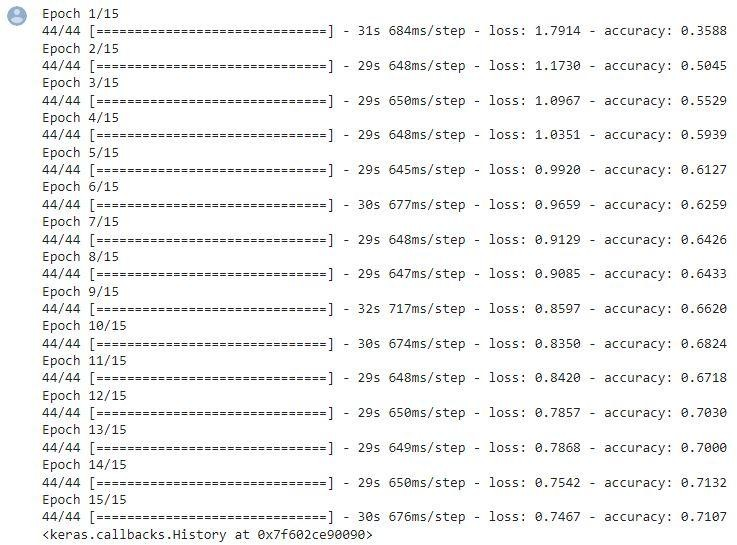 Epoch 1/15
44/44 [==============================] - 31s 684ms/step - loss: 1.7914 - accuracy: 0.3588
Epoch 2/15
44/44 [==============================] - 29s 648ms/step - loss: 1.1730 - accuracy: 0.5045
Epoch 3/15
44/44 [==============================] - 29s 650ms/step - loss: 1.0967 - accuracy: 0.5529
Epoch 4/15
44/44 [==============================] - 29s 648ms/step - loss: 1.0351 - accuracy: 0.5939
Epoch 5/15
44/44 [==============================] - 29s 645ms/step - loss: 0.9920 - accuracy: 0.6127
Epoch 6/15
44/44 [==============================] - 30s 677ms/step - loss: 0.9659 - accuracy: 0.6259
Epoch 7/15
44/44 [==============================] - 29s 648ms/step - loss: 0.9129 - accuracy: 0.6426
Epoch 8/15
44/44 [==============================] - 29s 647ms/step - loss: 0.9085 - accuracy: 0.6433
Epoch 9/15
44/44 [==============================] - 32s 717ms/step - loss: 0.8597 - accuracy: 0.6620
Epoch 10/15
44/44 [==============================] - 30s 674ms/step - loss: 0.8350 - accuracy: 0.6824
Epoch 11/15
44/44 [==============================] - 29s 648ms/step - loss: 0.8420 - accuracy: 0.6718
Epoch 12/15
44/44 [==============================] - 29s 650ms/step - loss: 0.7857 - accuracy: 0.7030
Epoch 13/15
44/44 [==============================] - 29s 649ms/step - loss: 0.7868 - accuracy: 0.7000
Epoch 14/15
44/44 [==============================] - 29s 650ms/step - loss: 0.7542 - accuracy: 0.7132
Epoch 15/15
44/44 [==============================] - 30s 676ms/step - loss: 0.7467 - accuracy: 0.7107
<keras.callbacks.History at 0x7f602ce90090>